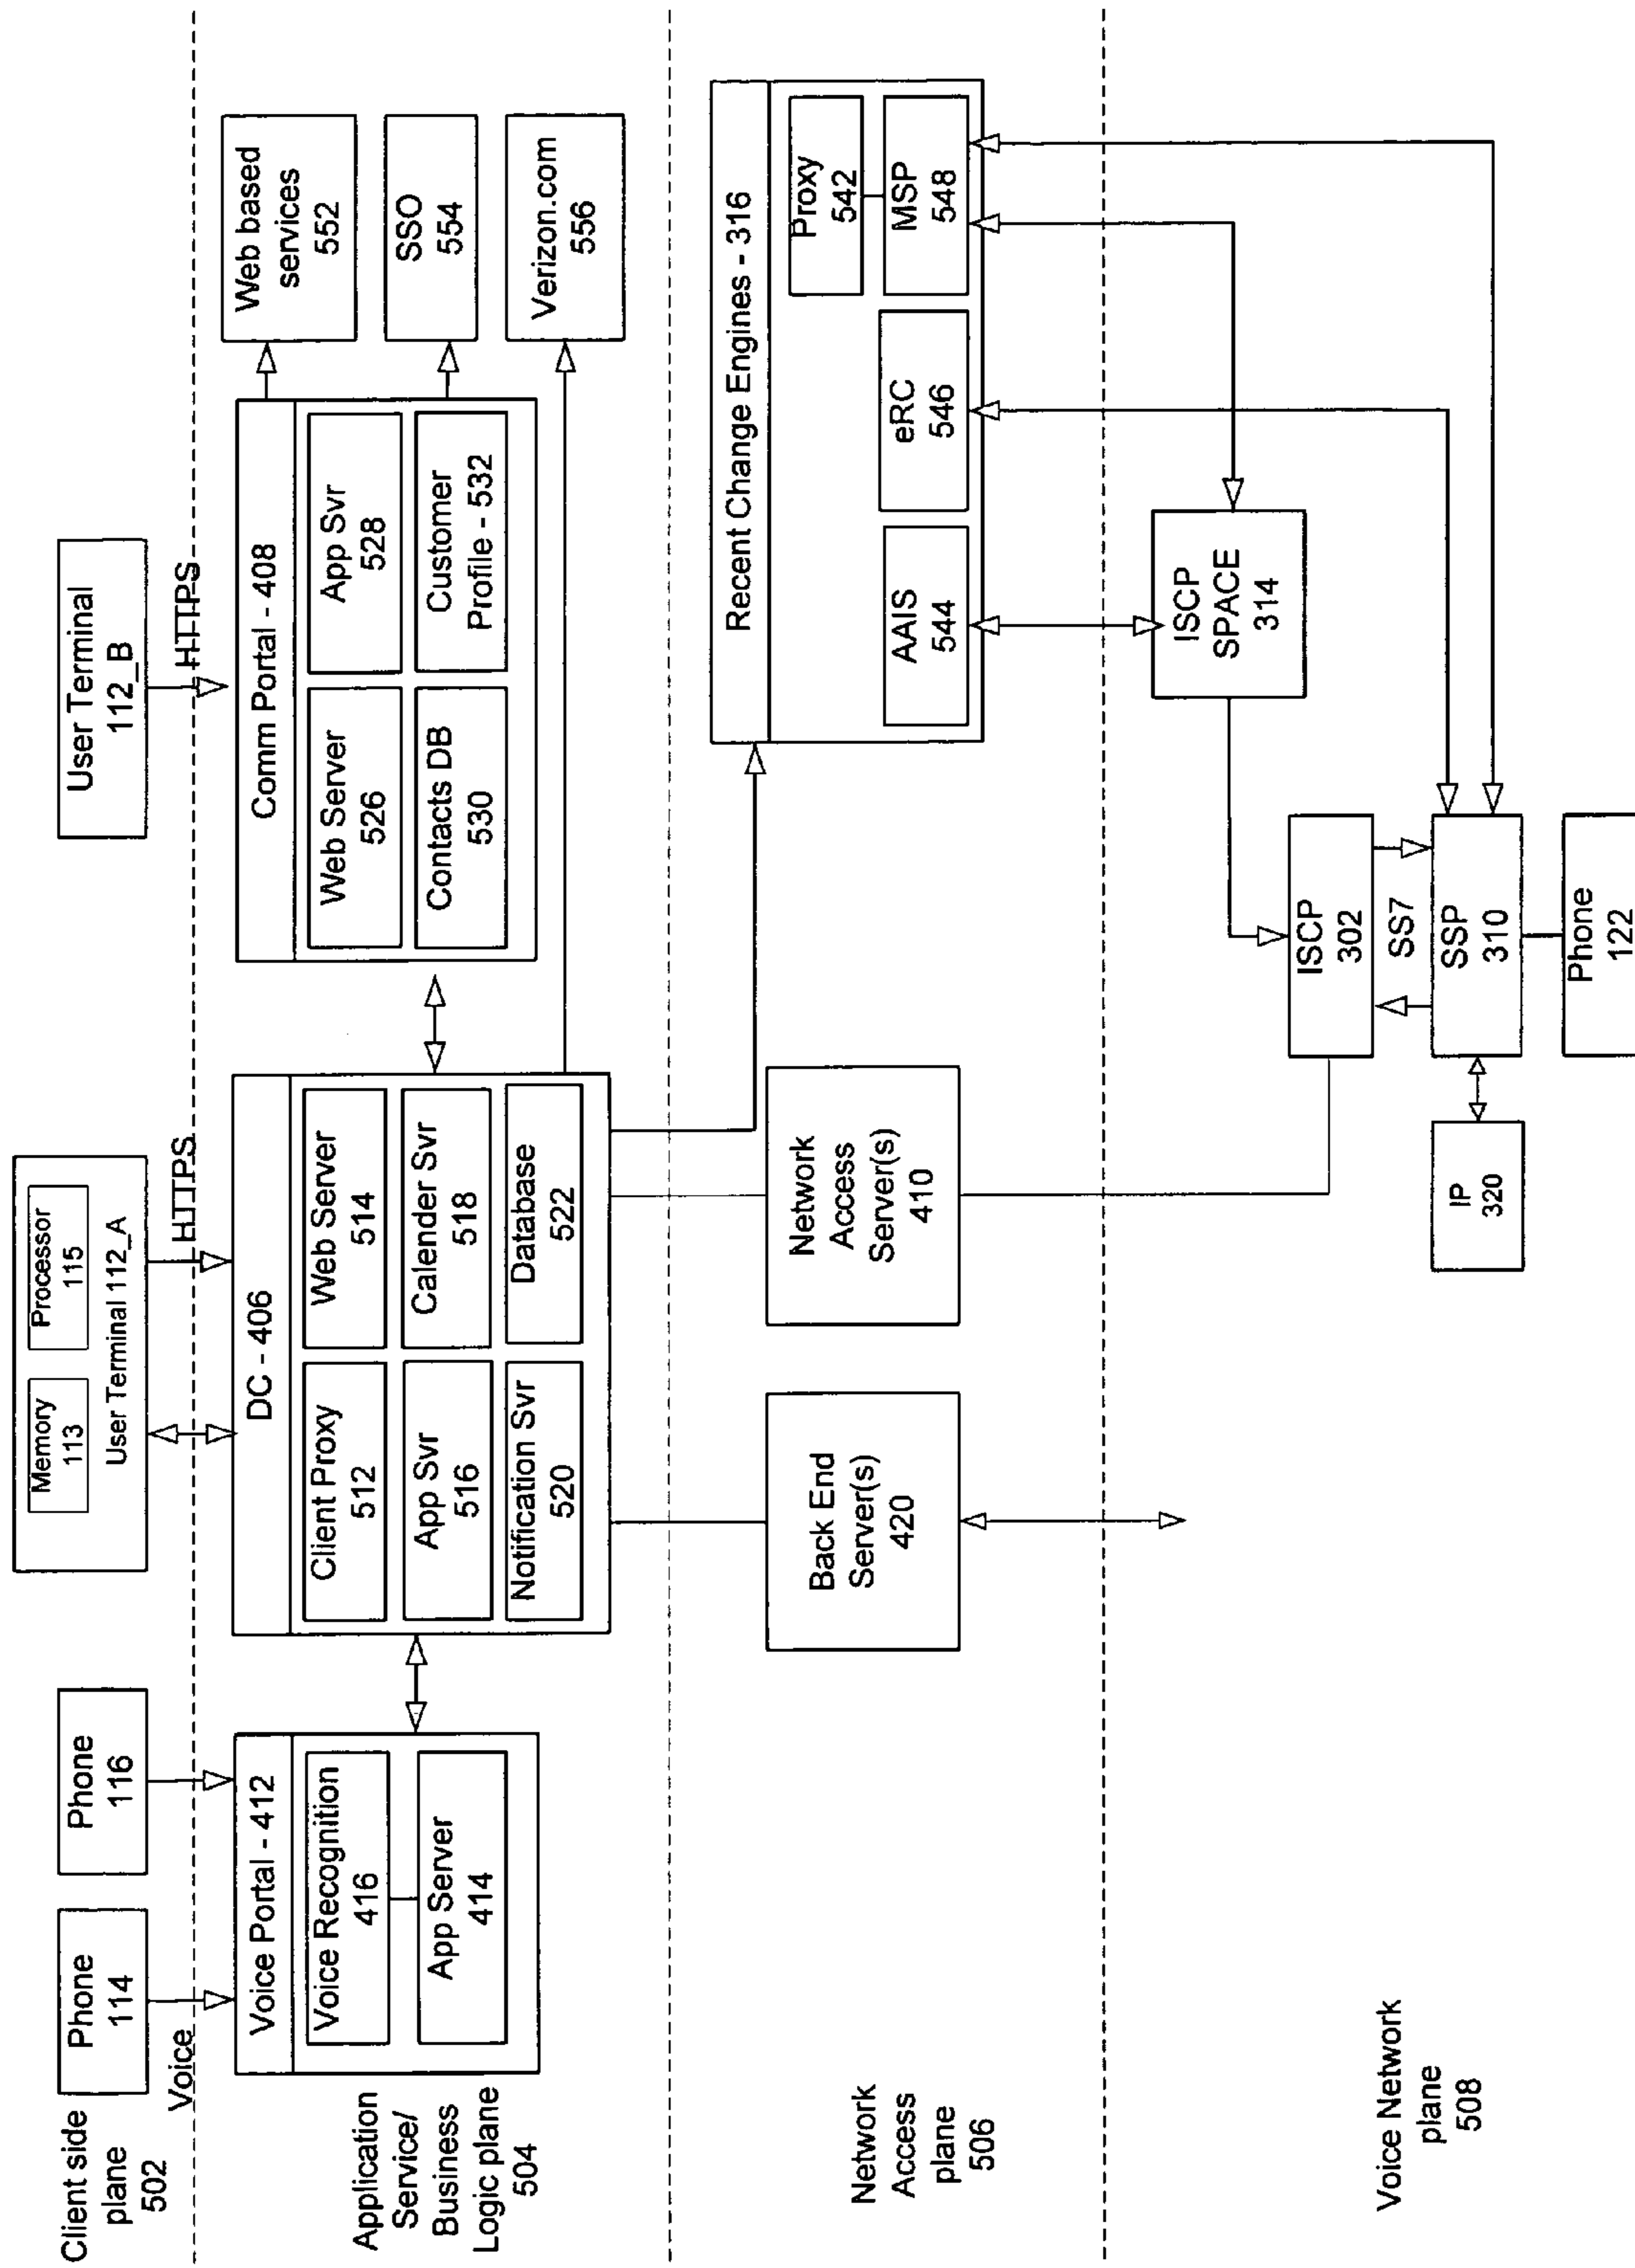 Client side
plane
502
Phone
114
Phone
116
Memory
113
Processor
115
User Terminal 112_A
User Terminal
112_B
Voice
HTTPS
HTTPS
Application
Service/
Business
Logic plane
504
Voice Portal - 412
Voice Recognition
416
App Server
414
DC - 406
Client Proxy
512
Web Server
514
App Svr
516
Calender Svr
518
Notification Svr
520
Database
522
Comm Portal - 408
Web Server
526
App Svr
528
Contacts DB
530
Customer
Profile - 532
Web based
services
552
SSO
554
Verizon.com
556
Network
Access
plane
506
Back End
Server(s)
420
Network
Access
Server(s)
410
Recent Change Engines - 316
Proxy
542
AAIS
544
eRC
546
MSP
548
Voice Network
plane
508
ISCP
SPACE
314
ISCP
302
SS7
IP
320
SSP
310
Phone
122